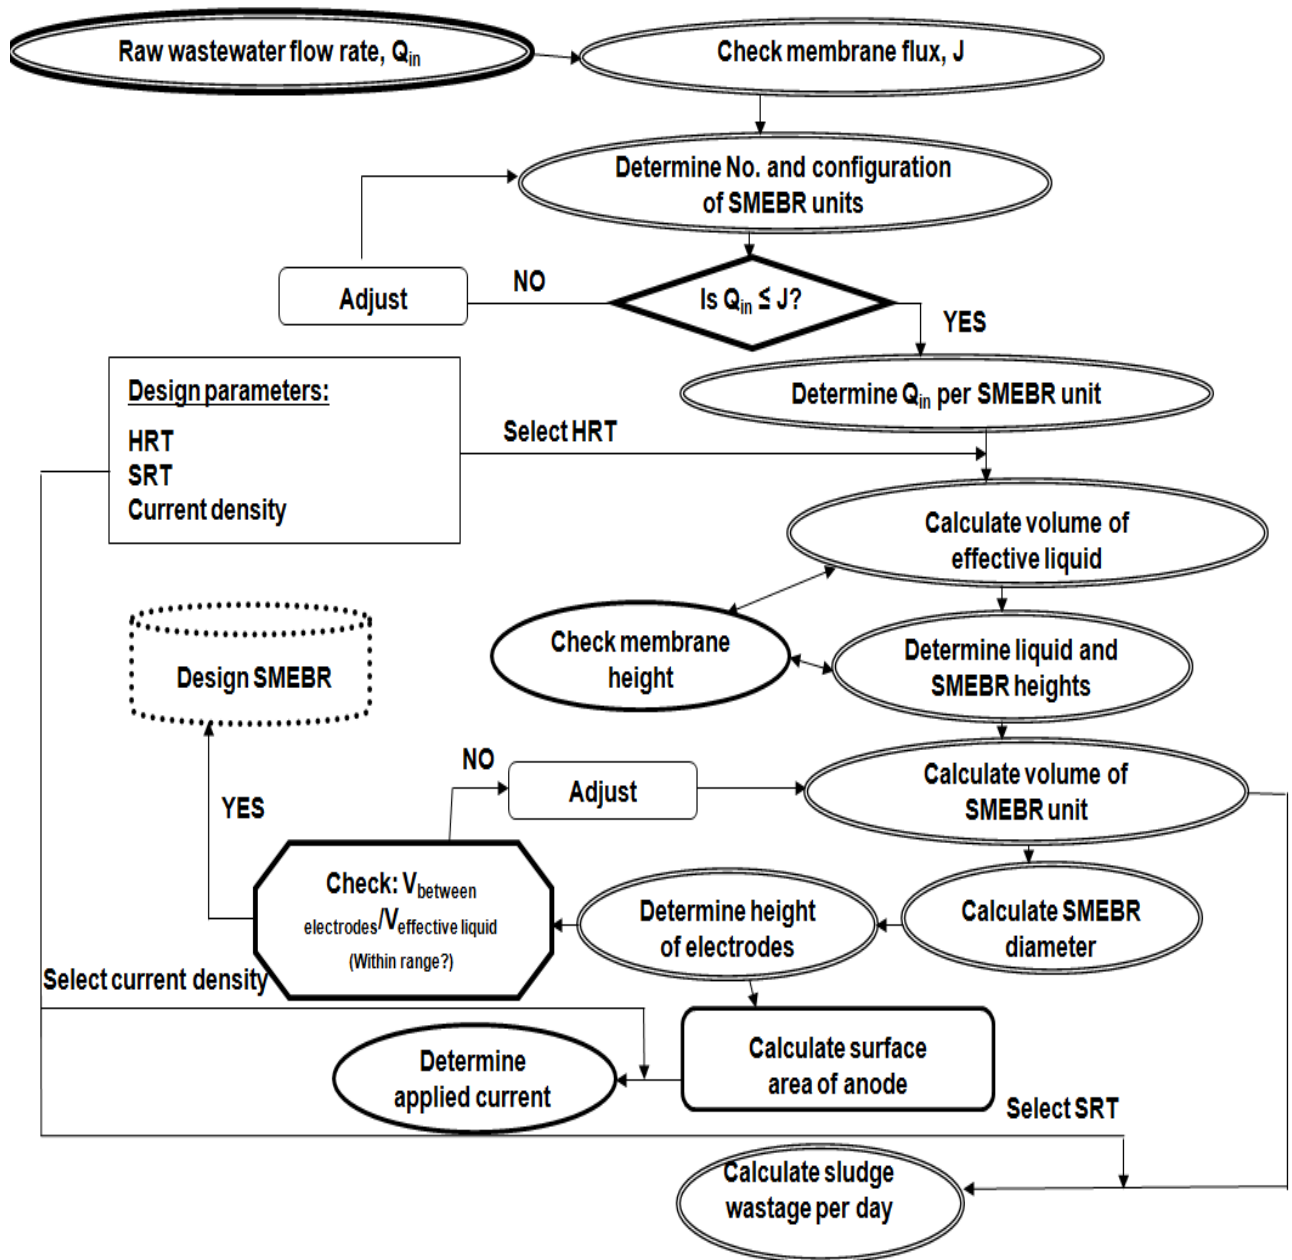 Raw wastewater flow rate, Qin
Check membrane flux, J
Determine No. and configuration
of SMEBR units
Adjust
NO
Is Qin ≤ J?
YES
Design parameters:
HRT
SRT
Current density
Select HRT
Determine Qin per SMEBR unit
Calculate volume of
effective liquid
Check membrane
height
Determine liquid and
SMEBR heights
Design SMEBR
YES
NO
Adjust
Calculate volume of
SMEBR unit
Check: Vbetween
electrodes/Veffective liquid
(Within range?)
Determine height
of electrodes
Calculate SMEBR
diameter
Select current density
Determine
applied current
Calculate surface
area of anode
Select SRT
Calculate sludge
wastage per day